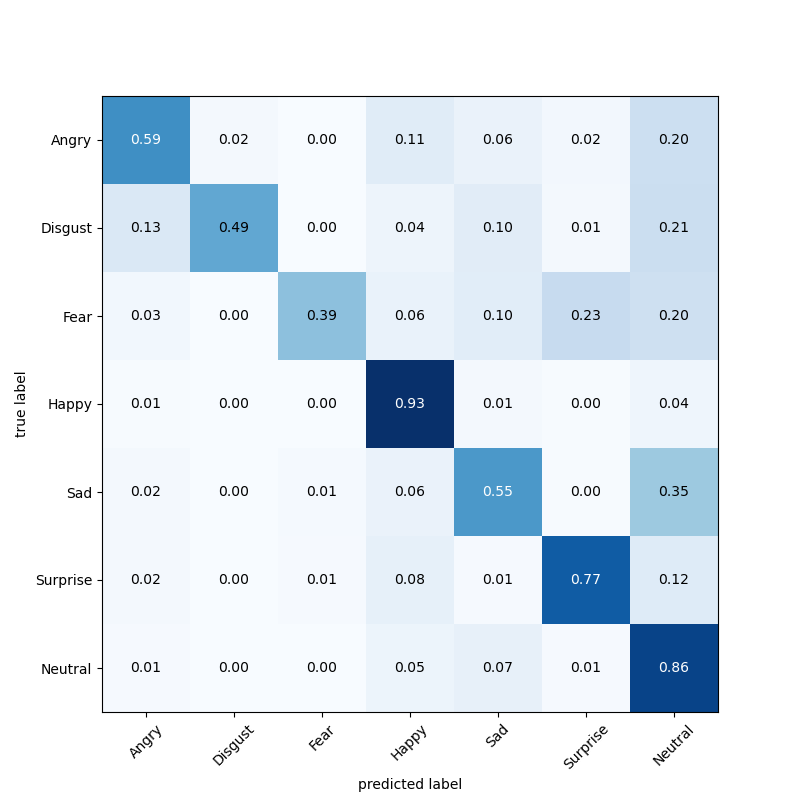 Angry 0.59 0.02 0.00 0.11 0.06 0.02 0.20
Disgust 0.13 0.49 0.00 0.04 0.10 0.01 0.21
Fear 0.03 0.00 0.39 0.06 0.10 0.23 0.20
Happy 0.01 0.00 0.00 0.93 0.01 0.00 0.04
Sad 0.02 0.00 0.01 0.06 0.55 0.00 0.35
Surprise 0.02 0.00 0.01 0.08 0.01 0.77 0.12
Neutral 0.01 0.00 0.00 0.05 0.07 0.01 0.86
Angry Disgust Fear Happy Sad Surprise Neutral
predicted label
true label